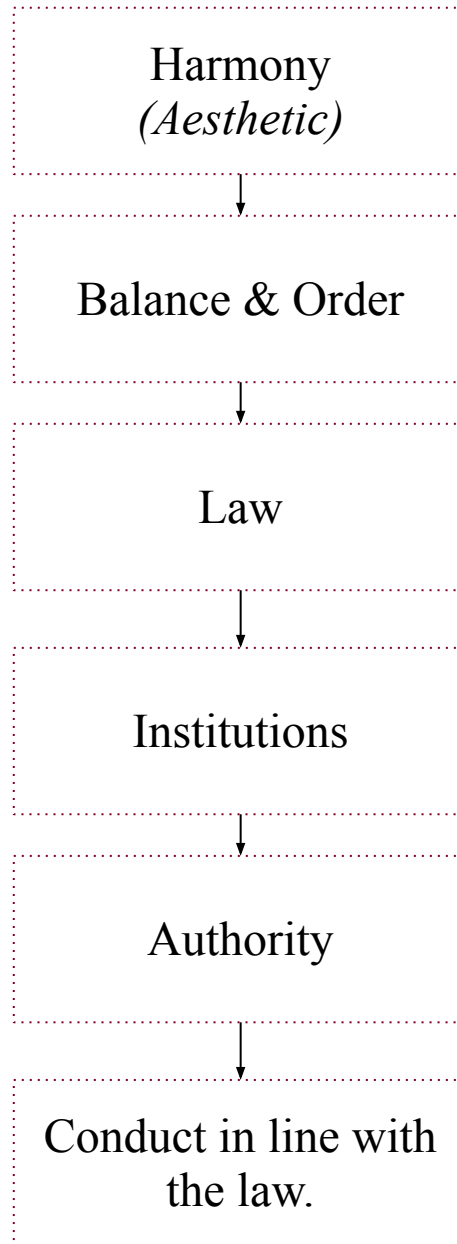 Harmony
(Aesthetic)
Balance & Order
Law
Institutions
Authority
Conduct in line with
the law.